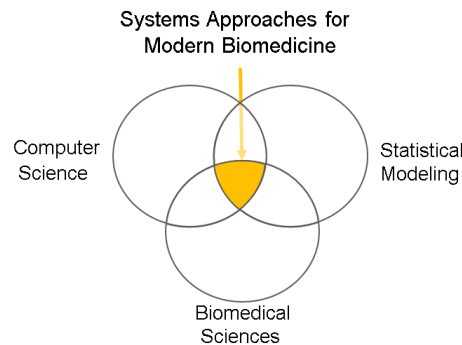 Systems Approaches for
Modern Biomedicine
Computer
Science
Statistical
Modeling
Biomedical
Sciences